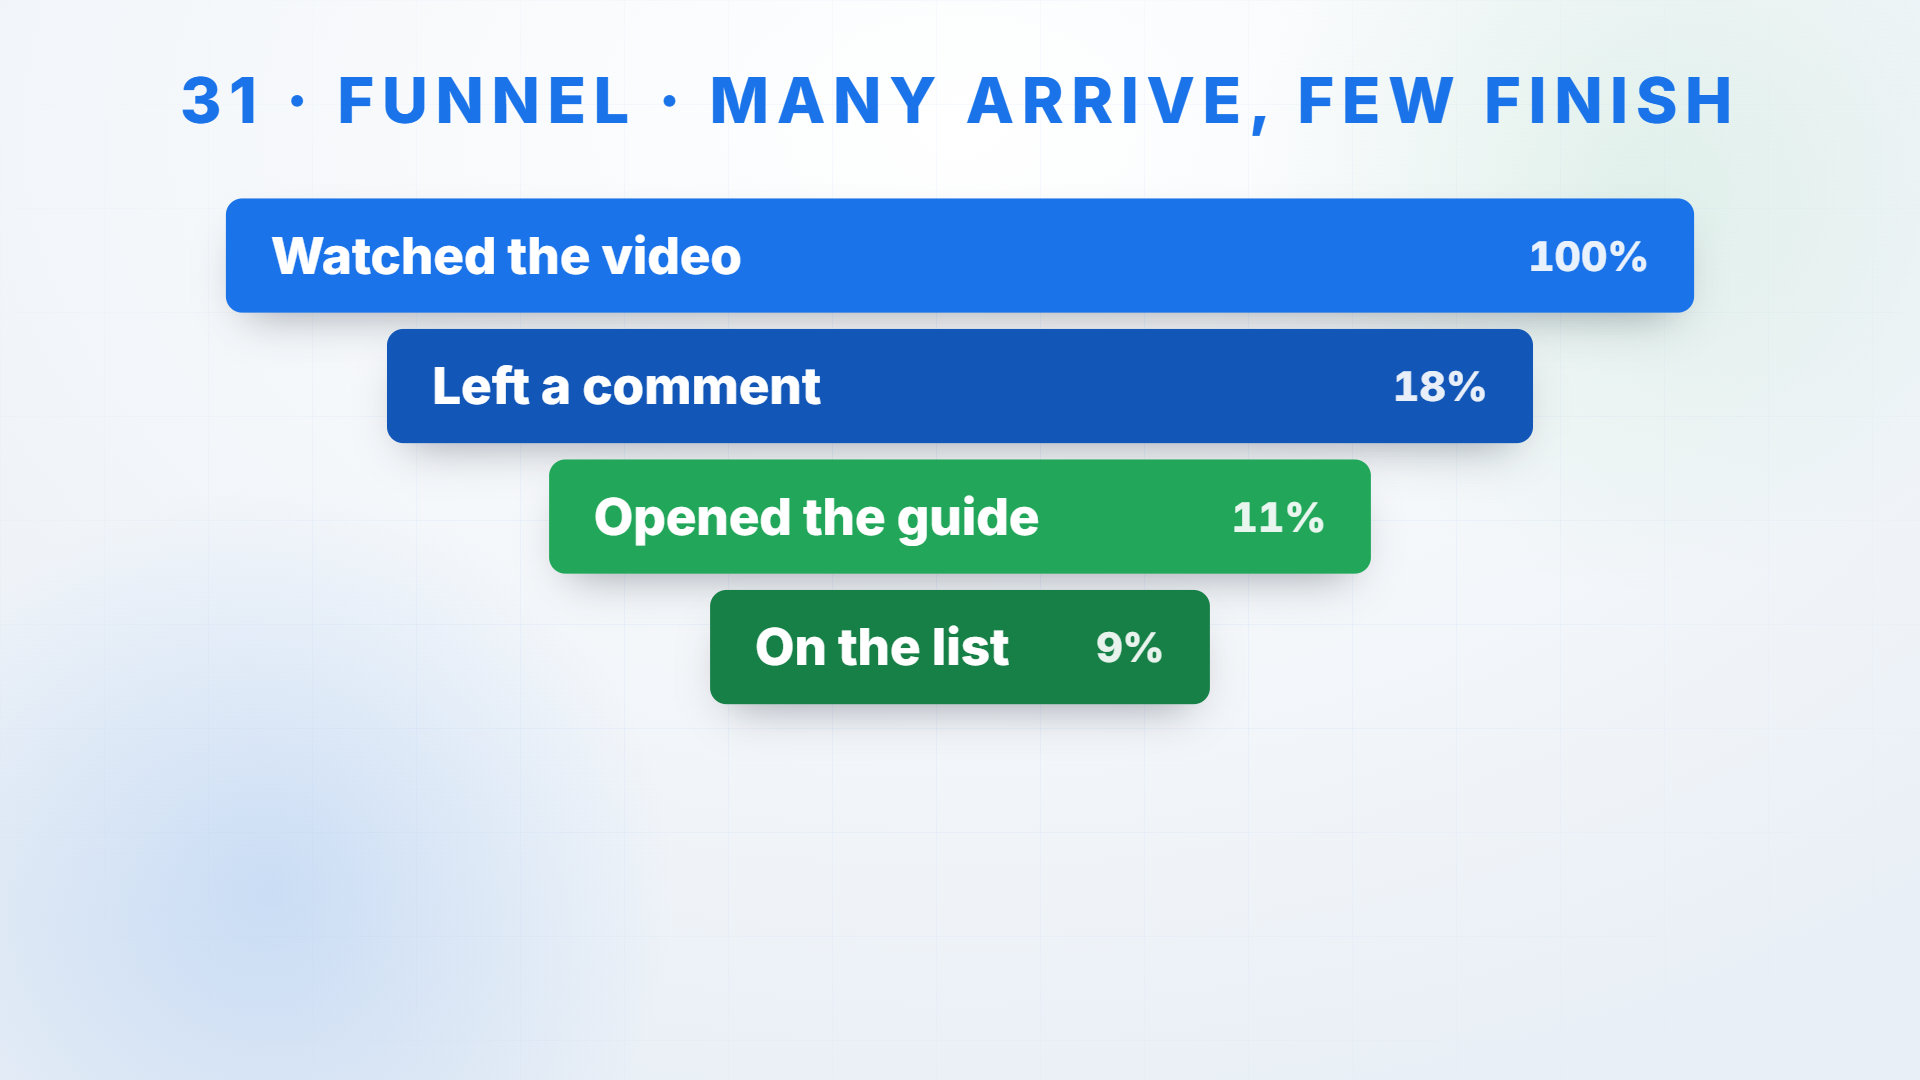 31 · FUNNEL · MANY ARRIVE, FEW FINISH
Watched the video 100%
Left a comment 18%
Opened the guide 11%
On the list 9%